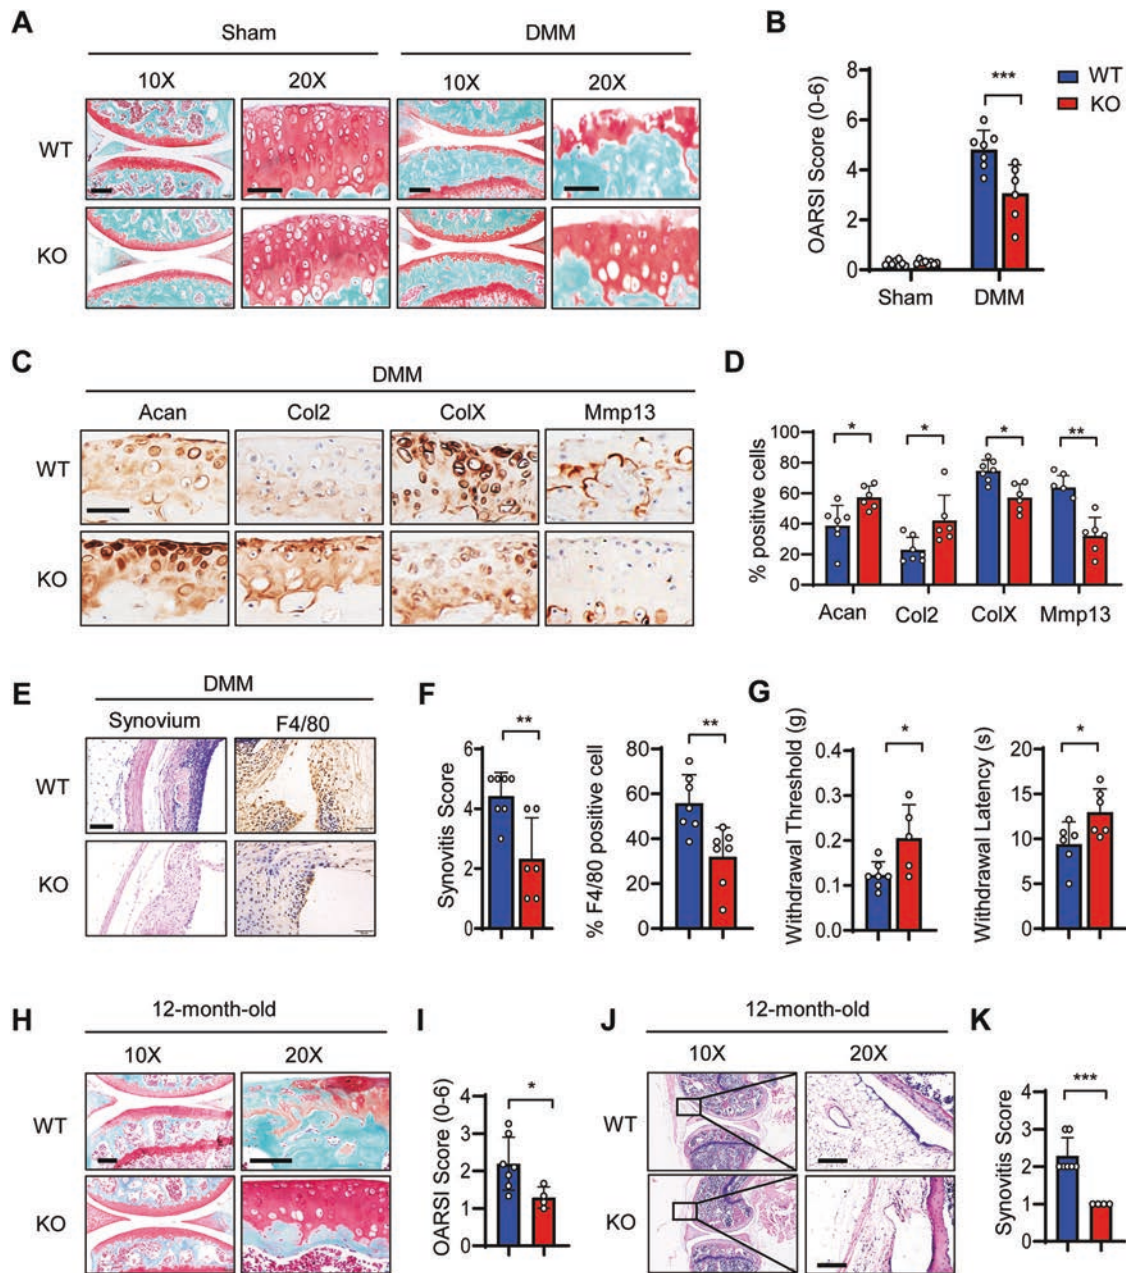 A
Sham
DMM
10X
20X
10X
20X
WT
KO
B
OARSI Score (0-6)
8
6
4
2
0
***
Sham
DMM
WT
KO
C
DMM
Acan
Col2
ColX
Mmp13
WT
KO
D
% positive cells
100
80
60
40
20
0
*
*
*
**
Acan
Col2
ColX
Mmp13
E
DMM
Synovium
F4/80
WT
KO
F
Synovitis Score
6
4
2
0
**
% F4/80 positive cell
80
60
40
20
0
**
G
Withdrawal Threshold (g)
0.4
0.3
0.2
0.1
0.0
*
Withdrawal Latency (s)
20
15
10
5
0
*
H
12-month-old
10X
20X
WT
KO
I
OARSI Score (0-6)
4
3
2
1
0
*
J
12-month-old
10X
20X
WT
KO
K
Synovitis Score
4
3
2
1
0
***